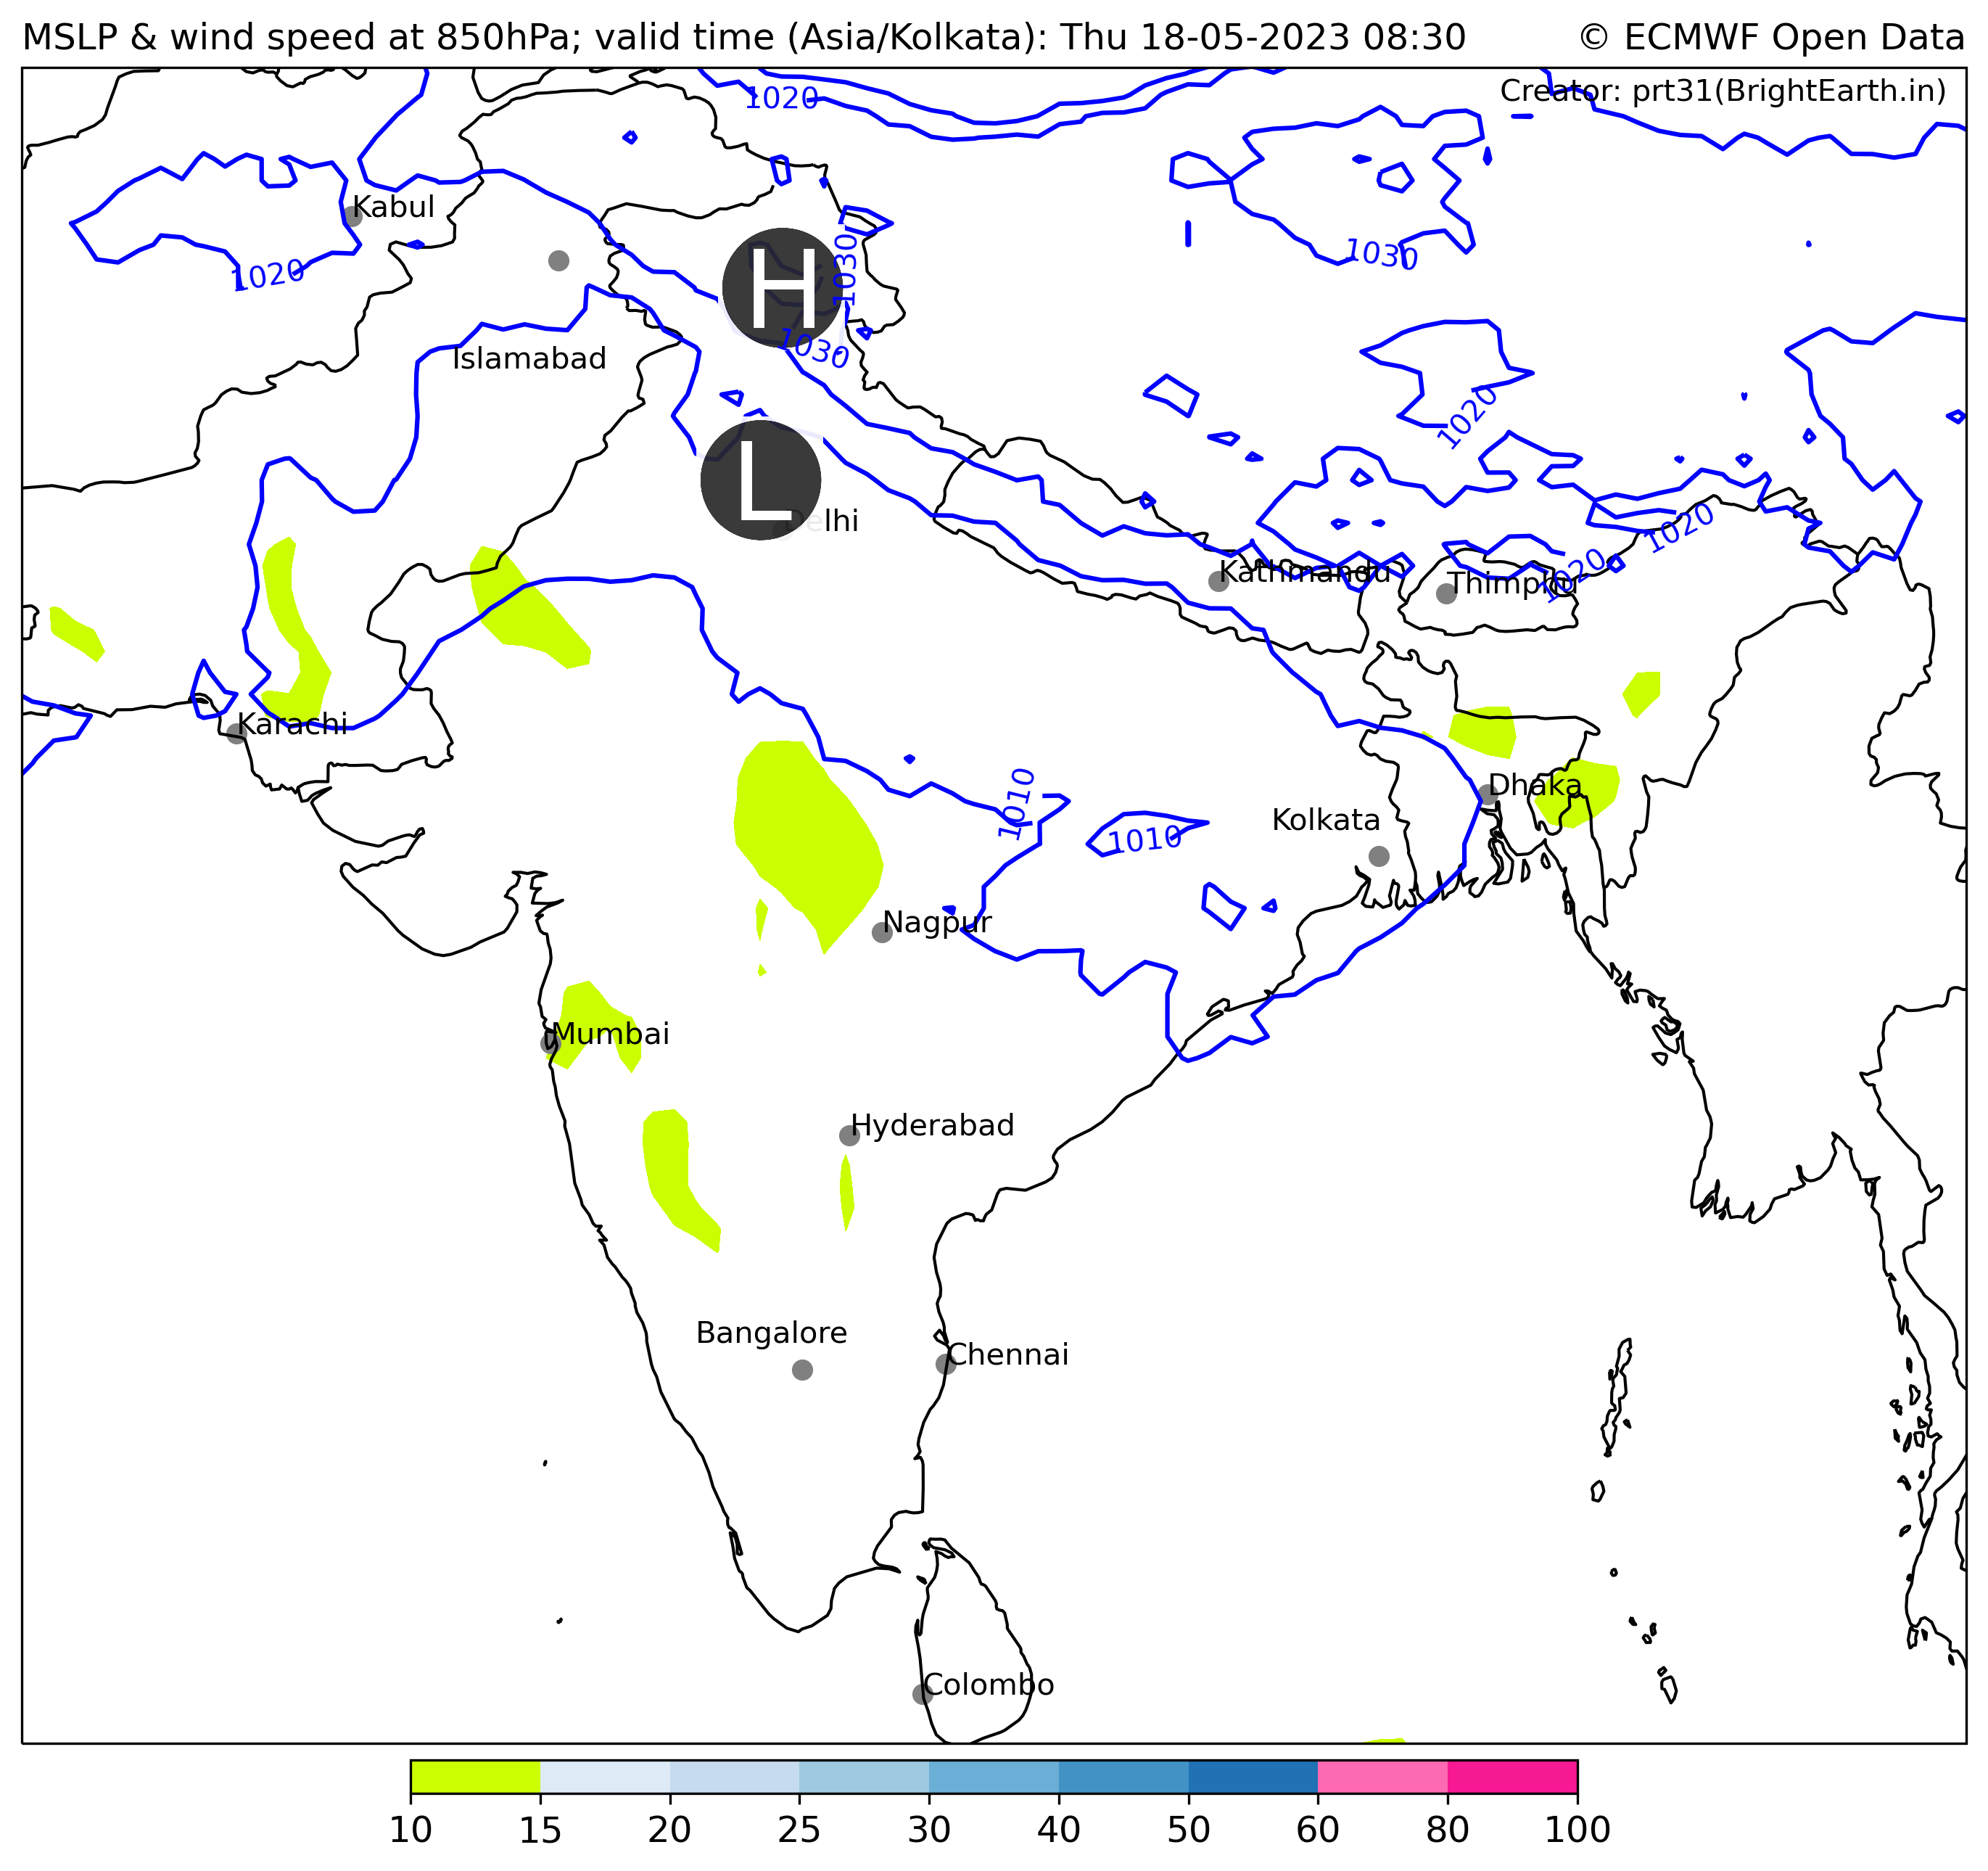 MSLP & wind speed at 850hPa; valid time (Asia/Kolkata): Thu 18-05-2023 08:30
© ECMWF Open Data
Creator: prt31(BrightEarth.in)
1020
Kabul
1020
1030
1030
H
1030
Islamabad
1020
L
Delhi
1020
1020
Kathmandu
Thimphu
Karachi
Dhaka
1010
Kolkata
1010
Nagpur
Mumbai
Hyderabad
Bangalore
Chennai
Colombo
10 15 20 25 30 40 50 60 80 100